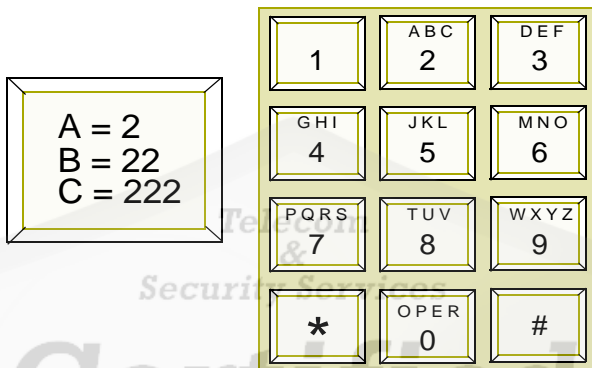 A = 2
B = 22
C = 222
1
ABC
2
DEF
3
GHI
4
JKL
5
MNO
6
PQRS
7
TUV
8
WXYZ
9
*
OPER
0
#
Telecom
&
Security Services
Certified